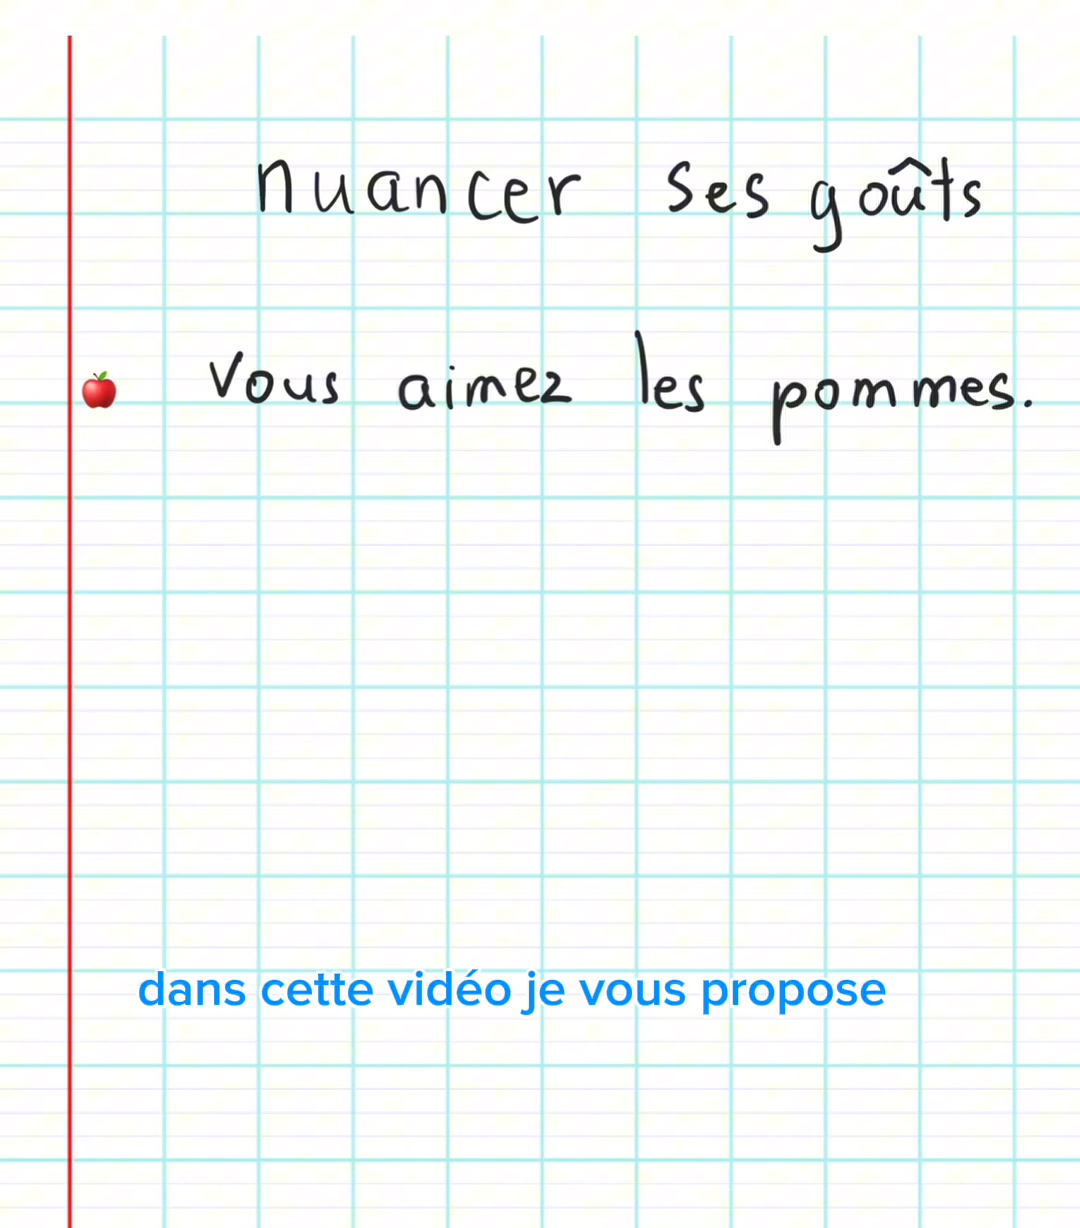 nuancer ses goûts
Vous aimez les pommes.
dans cette vidéo je vous propose